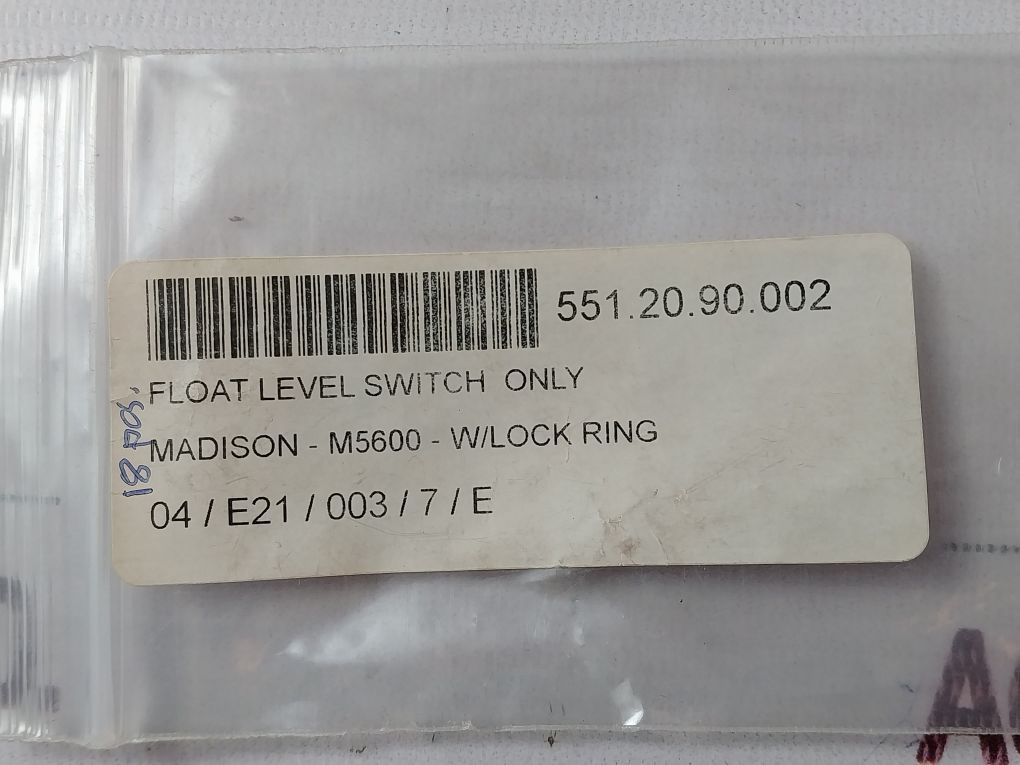 551.20.90.002
FLOAT LEVEL SWITCH ONLY
MADISON - M5600 - W/LOCK RING
04 / E21 / 003 / 7 / E